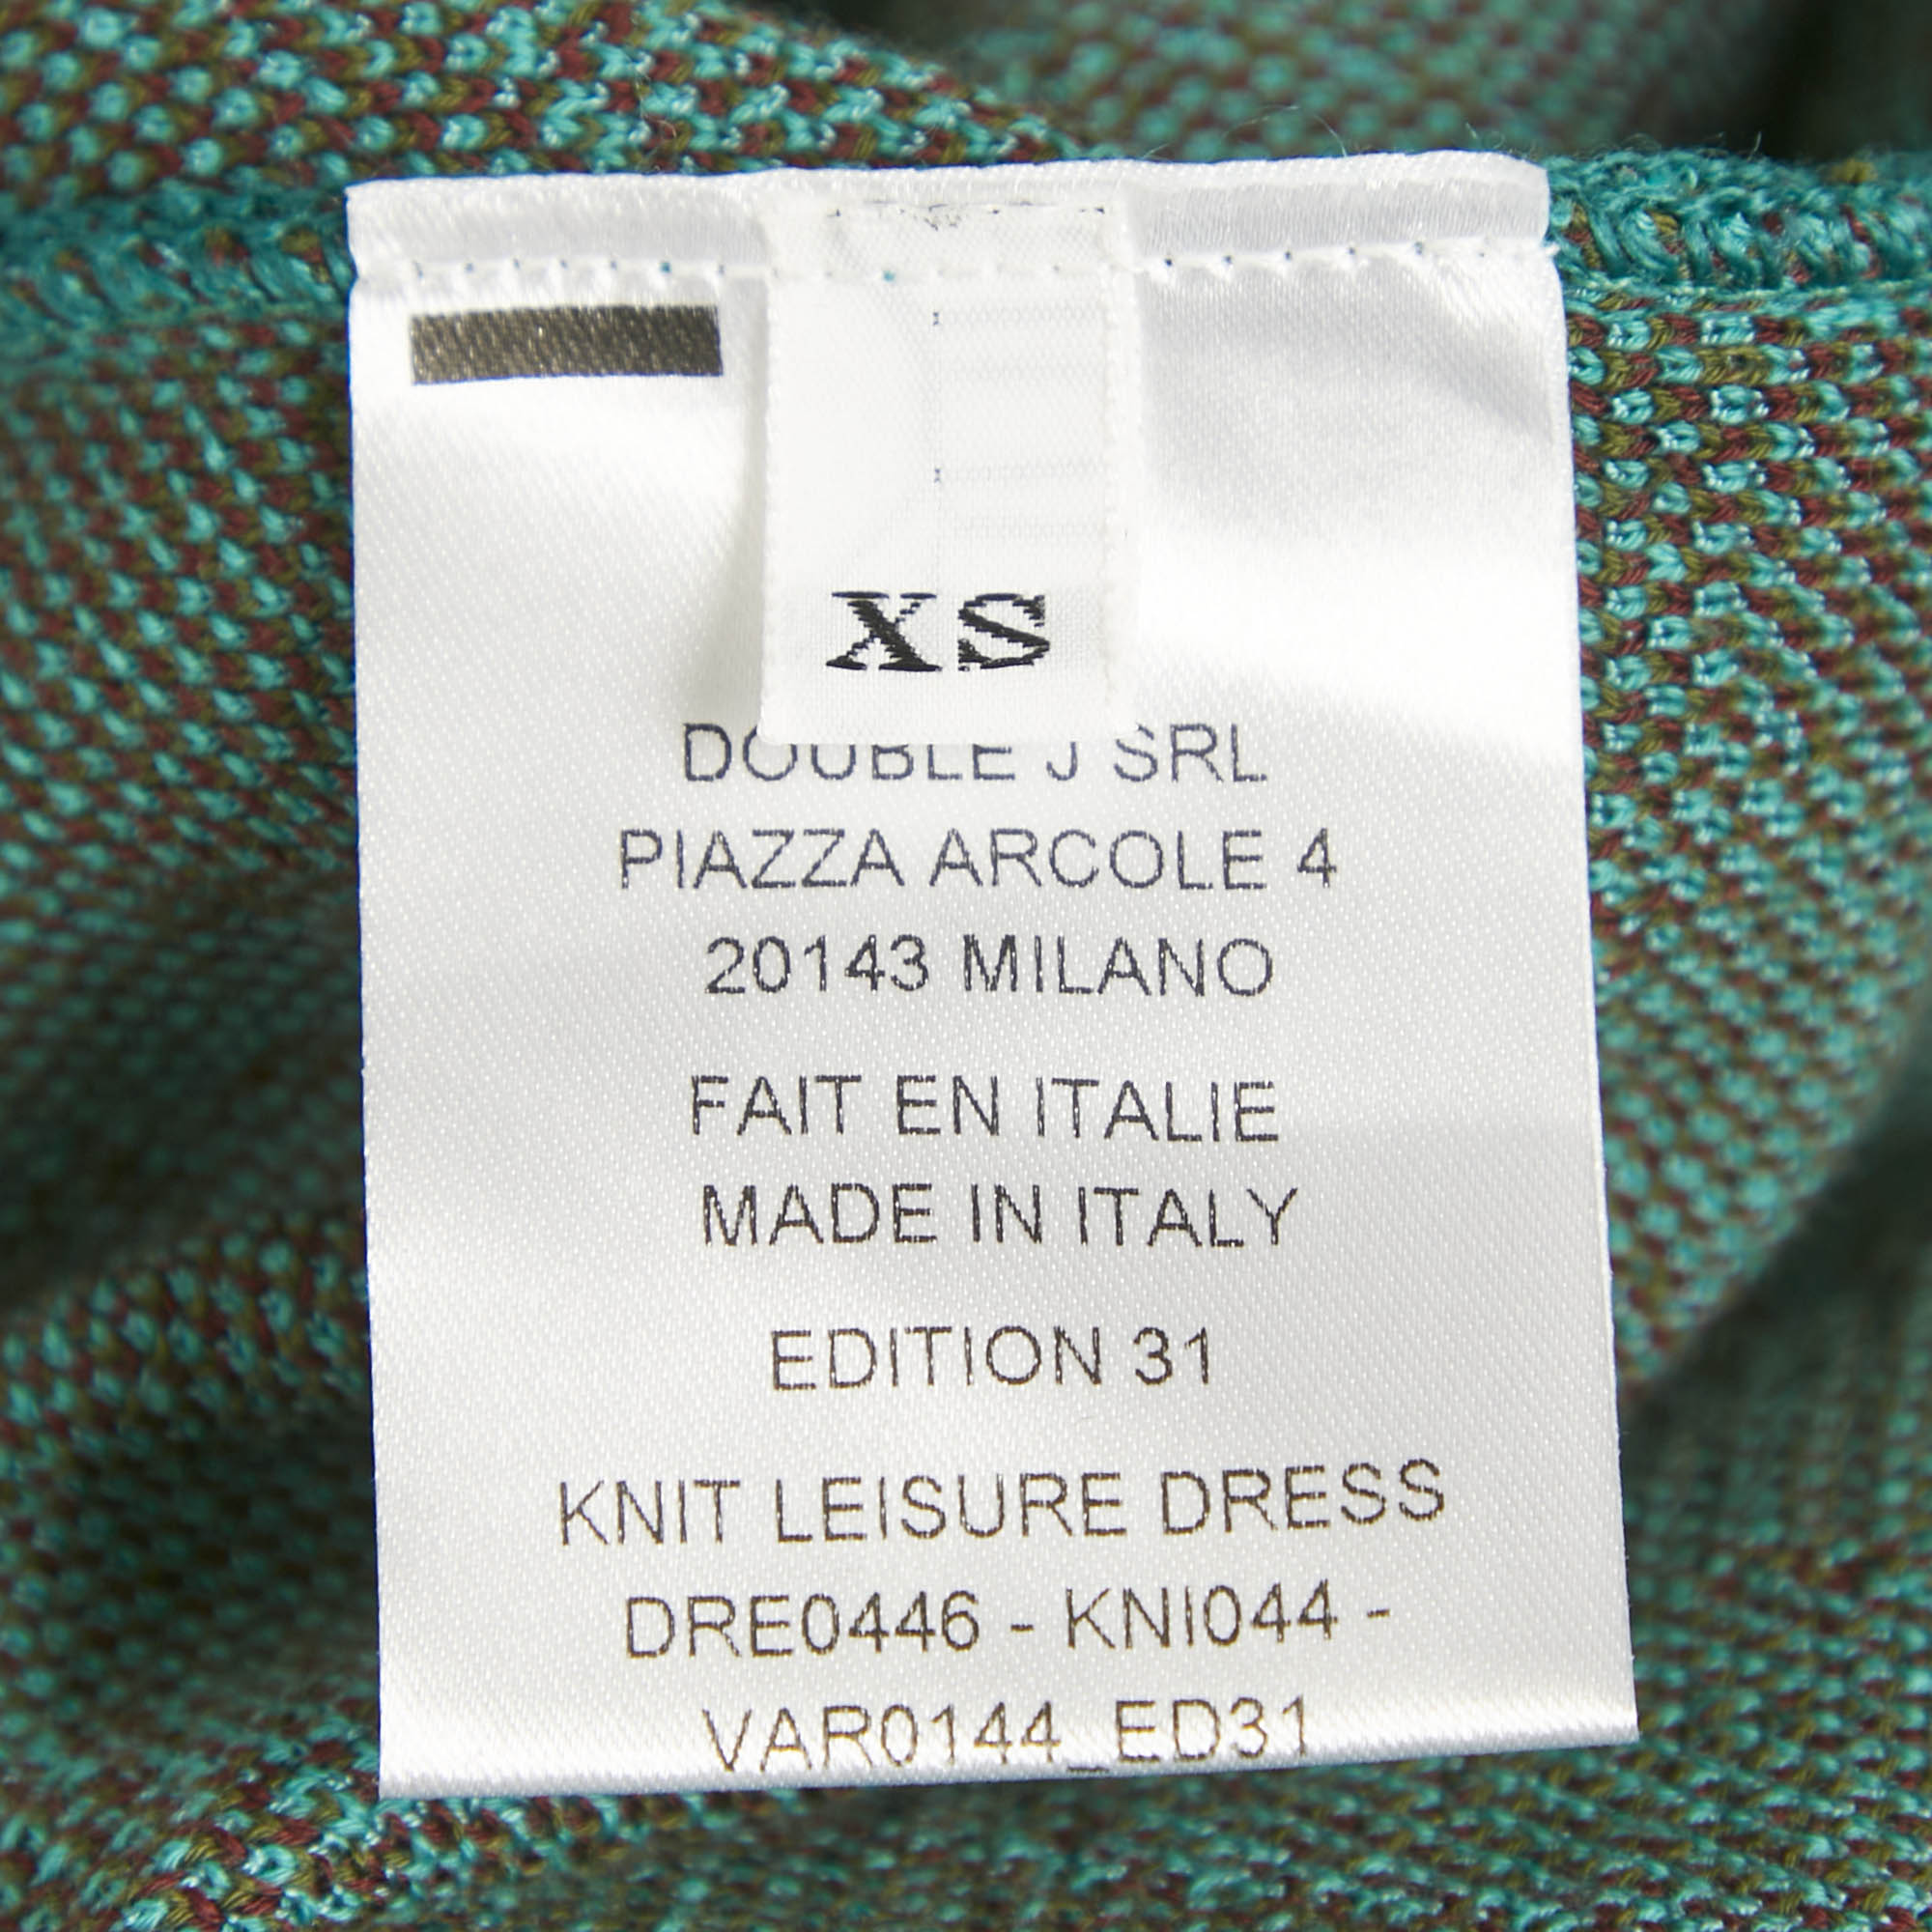 XS
DOUBLE J SRL
PIAZZA ARCOLE 4
20143 MILANO
FAIT EN ITALIE
MADE IN ITALY
EDITION 31
KNIT LEISURE DRESS
DRE0446 - KNI044 -
VAR0144_ED31